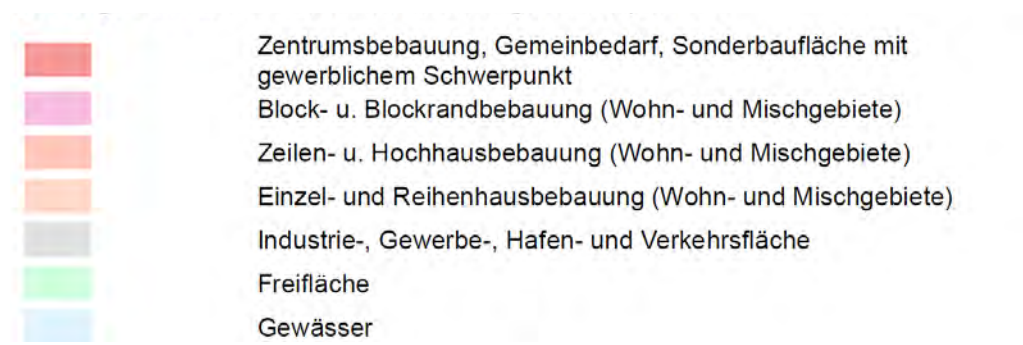 Zentrumsbebauung, Gemeinbedarf, Sonderbaufläche mit
gewerblichem Schwerpunkt
Block- u. Blockrandbebauung (Wohn- und Mischgebiete)
Zeilen- u. Hochhausbebauung (Wohn- und Mischgebiete)
Einzel- und Reihenhausbebauung (Wohn- und Mischgebiete)
Industrie-, Gewerbe-, Hafen- und Verkehrsfläche
Freifläche
Gewässer